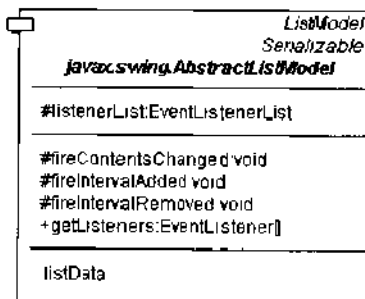 ListModel
Serializable
javax.swing.AbstractListModel
#listenerList:EventListenerList
#fireContentsChanged:void
#fireIntervalAdded:void
#fireIntervalRemoved:void
+getListeners:EventListener[]
listData